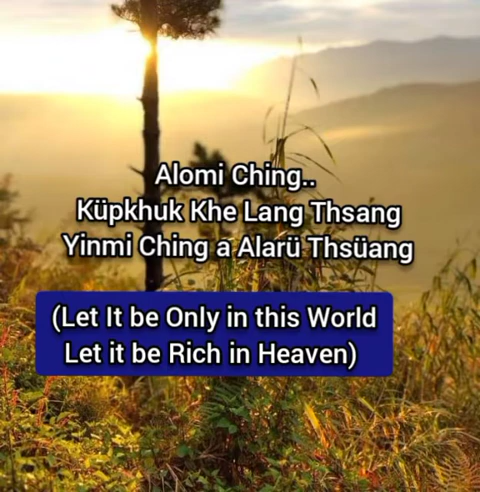 Alomi Ching..
Küpkhuk Khe Lang Thsang
Yinmi Ching a Alarü Thsüang
(Let It be Only in this World
Let it be Rich in Heaven)